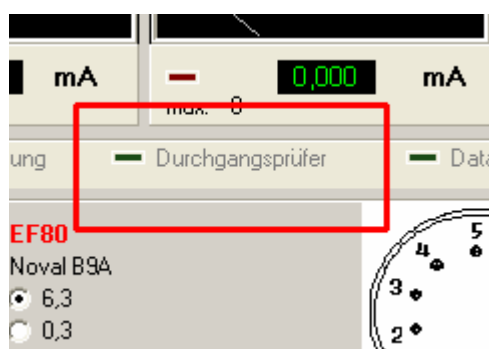 mA 0,000 mA
max. 0
ung Durchgangsprüfer Data
EF80
Noval B9A
6,3
0,3
5
4
3
2